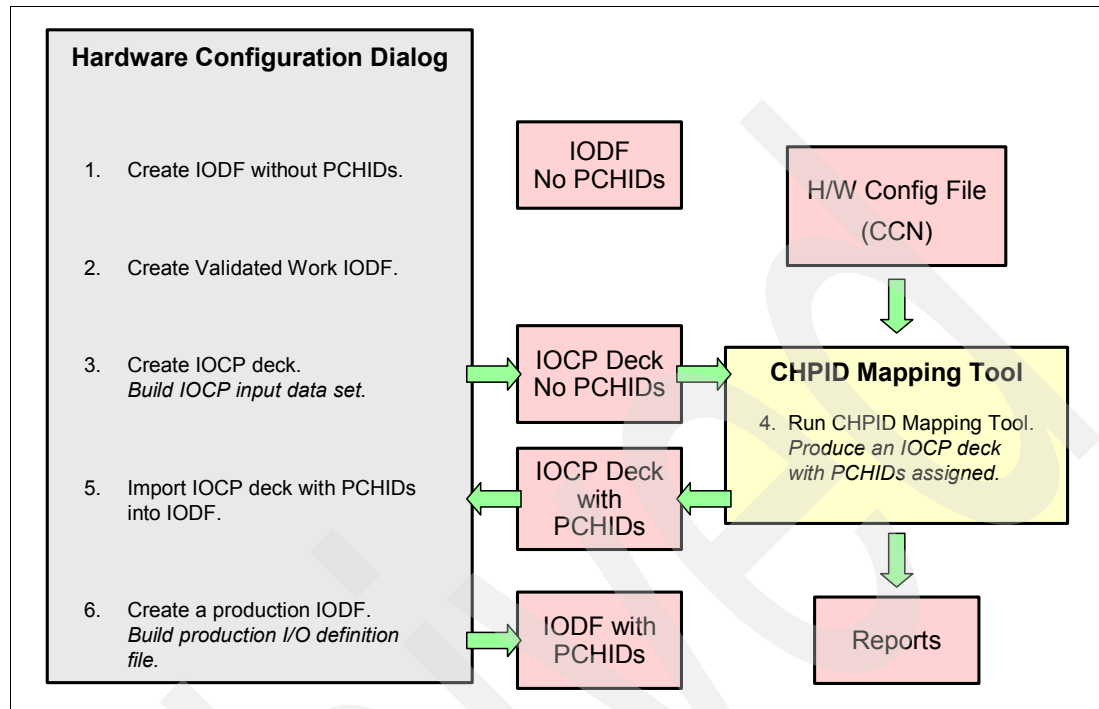 Hardware Configuration Dialog
1. Create IODF without PCHIDs.
2. Create Validated Work IODF.
3. Create IOCP deck.
Build IOCP input data set.
5. Import IOCP deck with PCHIDs
into IODF.
6. Create a production IODF.
Build production I/O definition
file.
IODF
No PCHIDs
IOCP Deck
No PCHIDs
IOCP Deck
with
PCHIDs
IODF with
PCHIDs
H/W Config File
(CCN)
CHPID Mapping Tool
4. Run CHPID Mapping Tool.
Produce an IOCP deck
with PCHIDs assigned.
Reports